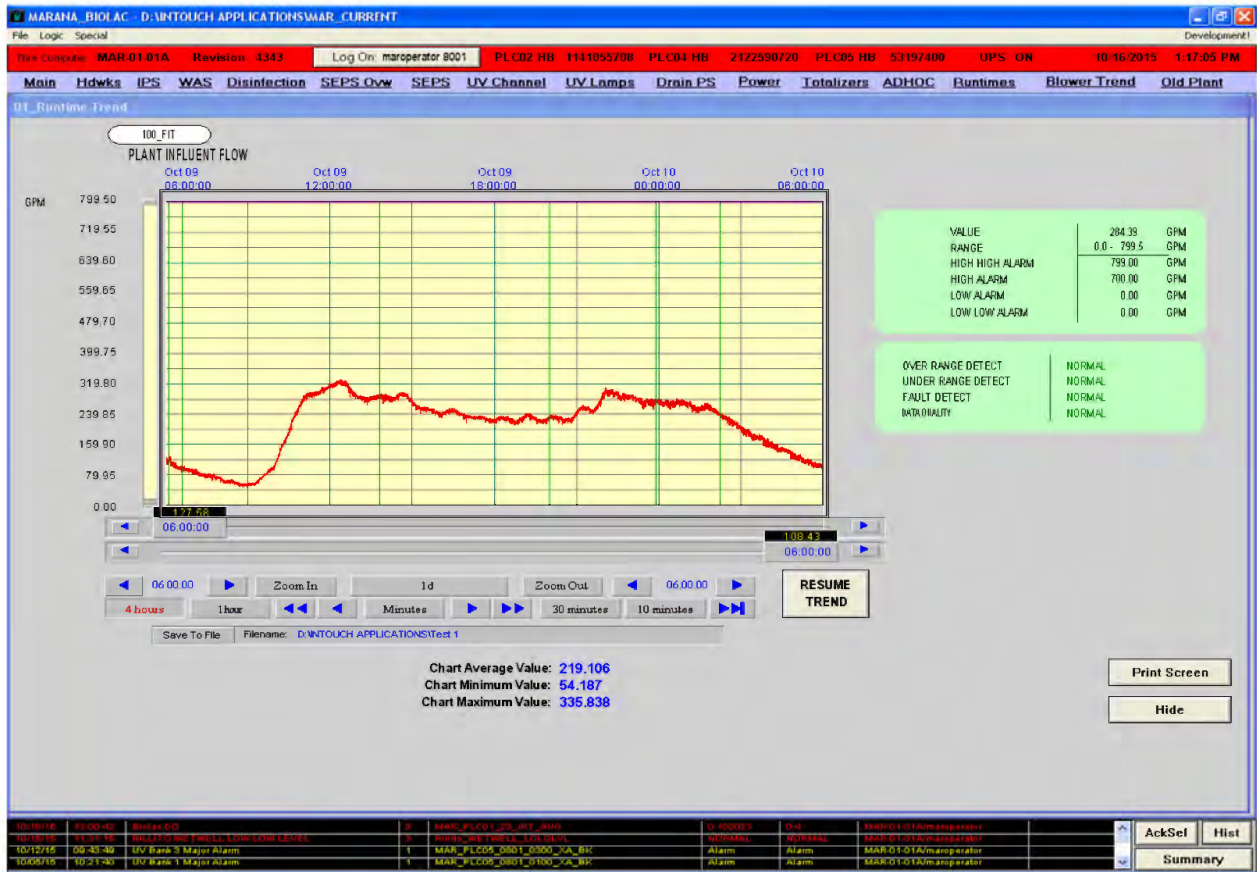 MARANA_BIOLAC - D:\INTOUCH APPLICATIONS\MAR_CURRENT
File Logic Special Development!
This Computer MAR-01-01A Revision 4343 Log On: maroperator 8001 PLC02 HB 1141055708 PLC04 HB 2122590720 PLC05 HB 53197400 UPS ON 10/16/2015 1:17:05 PM
Main Hdwks IPS WAS Disinfection SEPS Ovw SEPS UV Channel UV Lamps Drain PS Power Totalizers ADHOC Runtimes Blower Trend Old Plant
01_Runtime Trend
100_FIT
PLANT INFLUENT FLOW
Oct 09 Oct 09 Oct 09 Oct 10 Oct 10
06:00:00 12:00:00 18:00:00 00:00:00 06:00:00
GPM 799.50
719.55
639.60
559.65
479.70
399.75
319.80
239.85
159.90
79.95
0.00
VALUE 284.39 GPM
RANGE 0.0 - 799.5 GPM
HIGH HIGH ALARM 799.00 GPM
HIGH ALARM 700.00 GPM
LOW ALARM 0.00 GPM
LOW LOW ALARM 0.00 GPM
OVER RANGE DETECT NORMAL
UNDER RANGE DETECT NORMAL
FAULT DETECT NORMAL
DATA QUALITY NORMAL
127.58
06:00:00
108.43
06:00:00
06:00:00 Zoom In 1d Zoom Out 06:00:00
RESUME
TREND
4 hours 1 hour Minutes 30 minutes 10 minutes
Save To File Filename: D:\INTOUCH APPLICATIONS\Test 1
Chart Average Value: 219.106
Chart Minimum Value: 54.187
Chart Maximum Value: 335.838
Print Screen
Hide
LOW LOW LEVEL NORMAL NORMAL
10/12/15 09:43:49 UV Bank 3 Major Alarm 1 MAR_PLC05_0801_0300_XA_BK Alarm Alarm MAR-01-01A/maroperator
10/05/15 10:21:40 UV Bank 1 Major Alarm 1 MAR_PLC05_0801_0100_XA_BK Alarm Alarm MAR-01-01A/maroperator
AckSel Hist
Summary